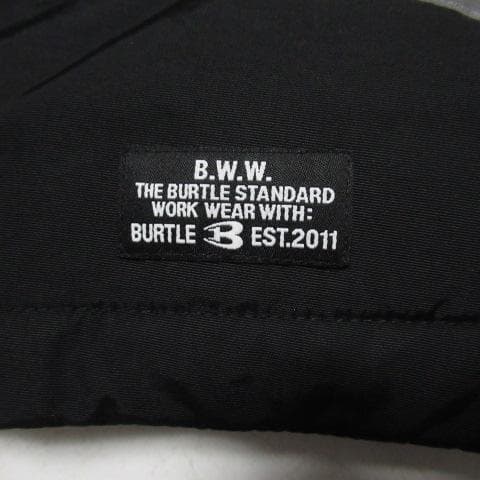 B.W.W.
THE BURTLE STANDARD
WORK WEAR WITH:
BURTLE B EST.2011